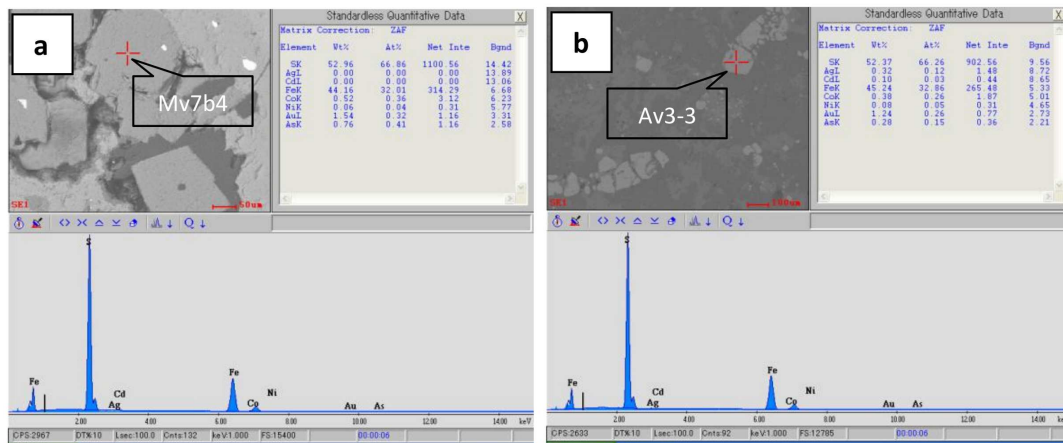 a
Mv7b4
SE1
50um
Standardless Quantitative Data
X
Matrix Correction: ZAF
Element Wt% At% Net Inte Bgnd
SK 52.96 66.86 1100.56 14.42
AgL 0.00 0.00 0.00 13.89
CdL 0.00 0.00 0.00 13.06
FeK 44.16 32.01 314.29 6.68
CoK 0.52 0.36 3.12 6.23
NiK 0.06 0.04 0.31 5.77
AuL 1.54 0.32 1.16 3.31
AsK 0.76 0.41 1.16 2.58
S
Fe
Cd
Ag
Fe
Co
Ni
Au
As
2.00 4.00 6.00 8.00 10.00 12.00 14.00 keV
CPS:2967 DT%:10 Lsec:100.0 Cnts:132 keV:1.000 FS:15400 00:00:06
b
Av3-3
SE1
100um
Standardless Quantitative Data
X
Matrix Correction: ZAF
Element Wt% At% Net Inte Bgnd
SK 52.37 66.26 902.56 9.56
AgL 0.32 0.12 1.48 8.72
CdL 0.10 0.03 0.44 8.65
FeK 45.24 32.86 265.48 5.33
CoK 0.38 0.26 1.87 5.01
NiK 0.08 0.05 0.31 4.65
AuL 1.24 0.26 0.77 2.73
AsK 0.28 0.15 0.36 2.21
S
Fe
Cd
Ag
Fe
Co
Ni
Au
As
2.00 4.00 6.00 8.00 10.00 12.00 14.00
CPS:2633 DT%:10 Lsec:100.0 Cnts:92 keV:1.000 FS:12785 00:00:06